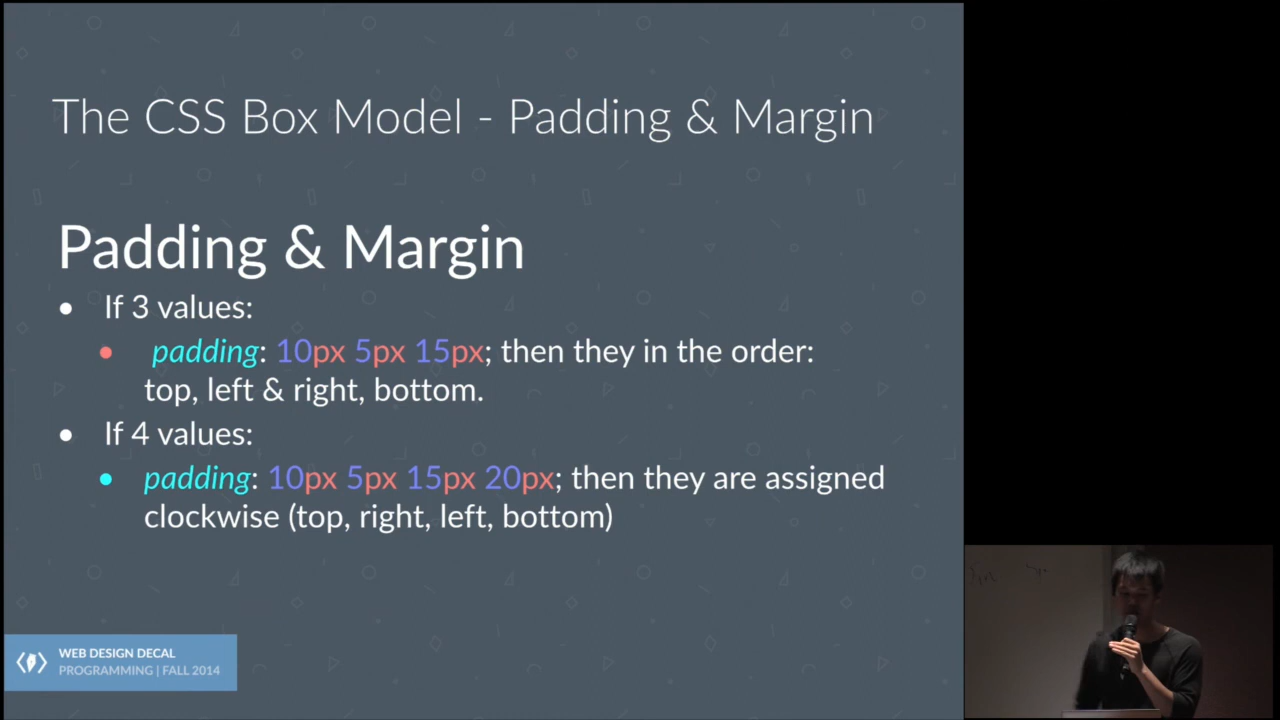 The CSS Box Model - Padding & Margin
Padding & Margin
• If 3 values:
• padding: 10px 5px 15px; then they in the order:
top, left & right, bottom.
• If 4 values:
• padding: 10px 5px 15px 20px; then they are assigned
clockwise (top, right, left, bottom)
WEB DESIGN DECAL
PROGRAMMING | FALL 2014